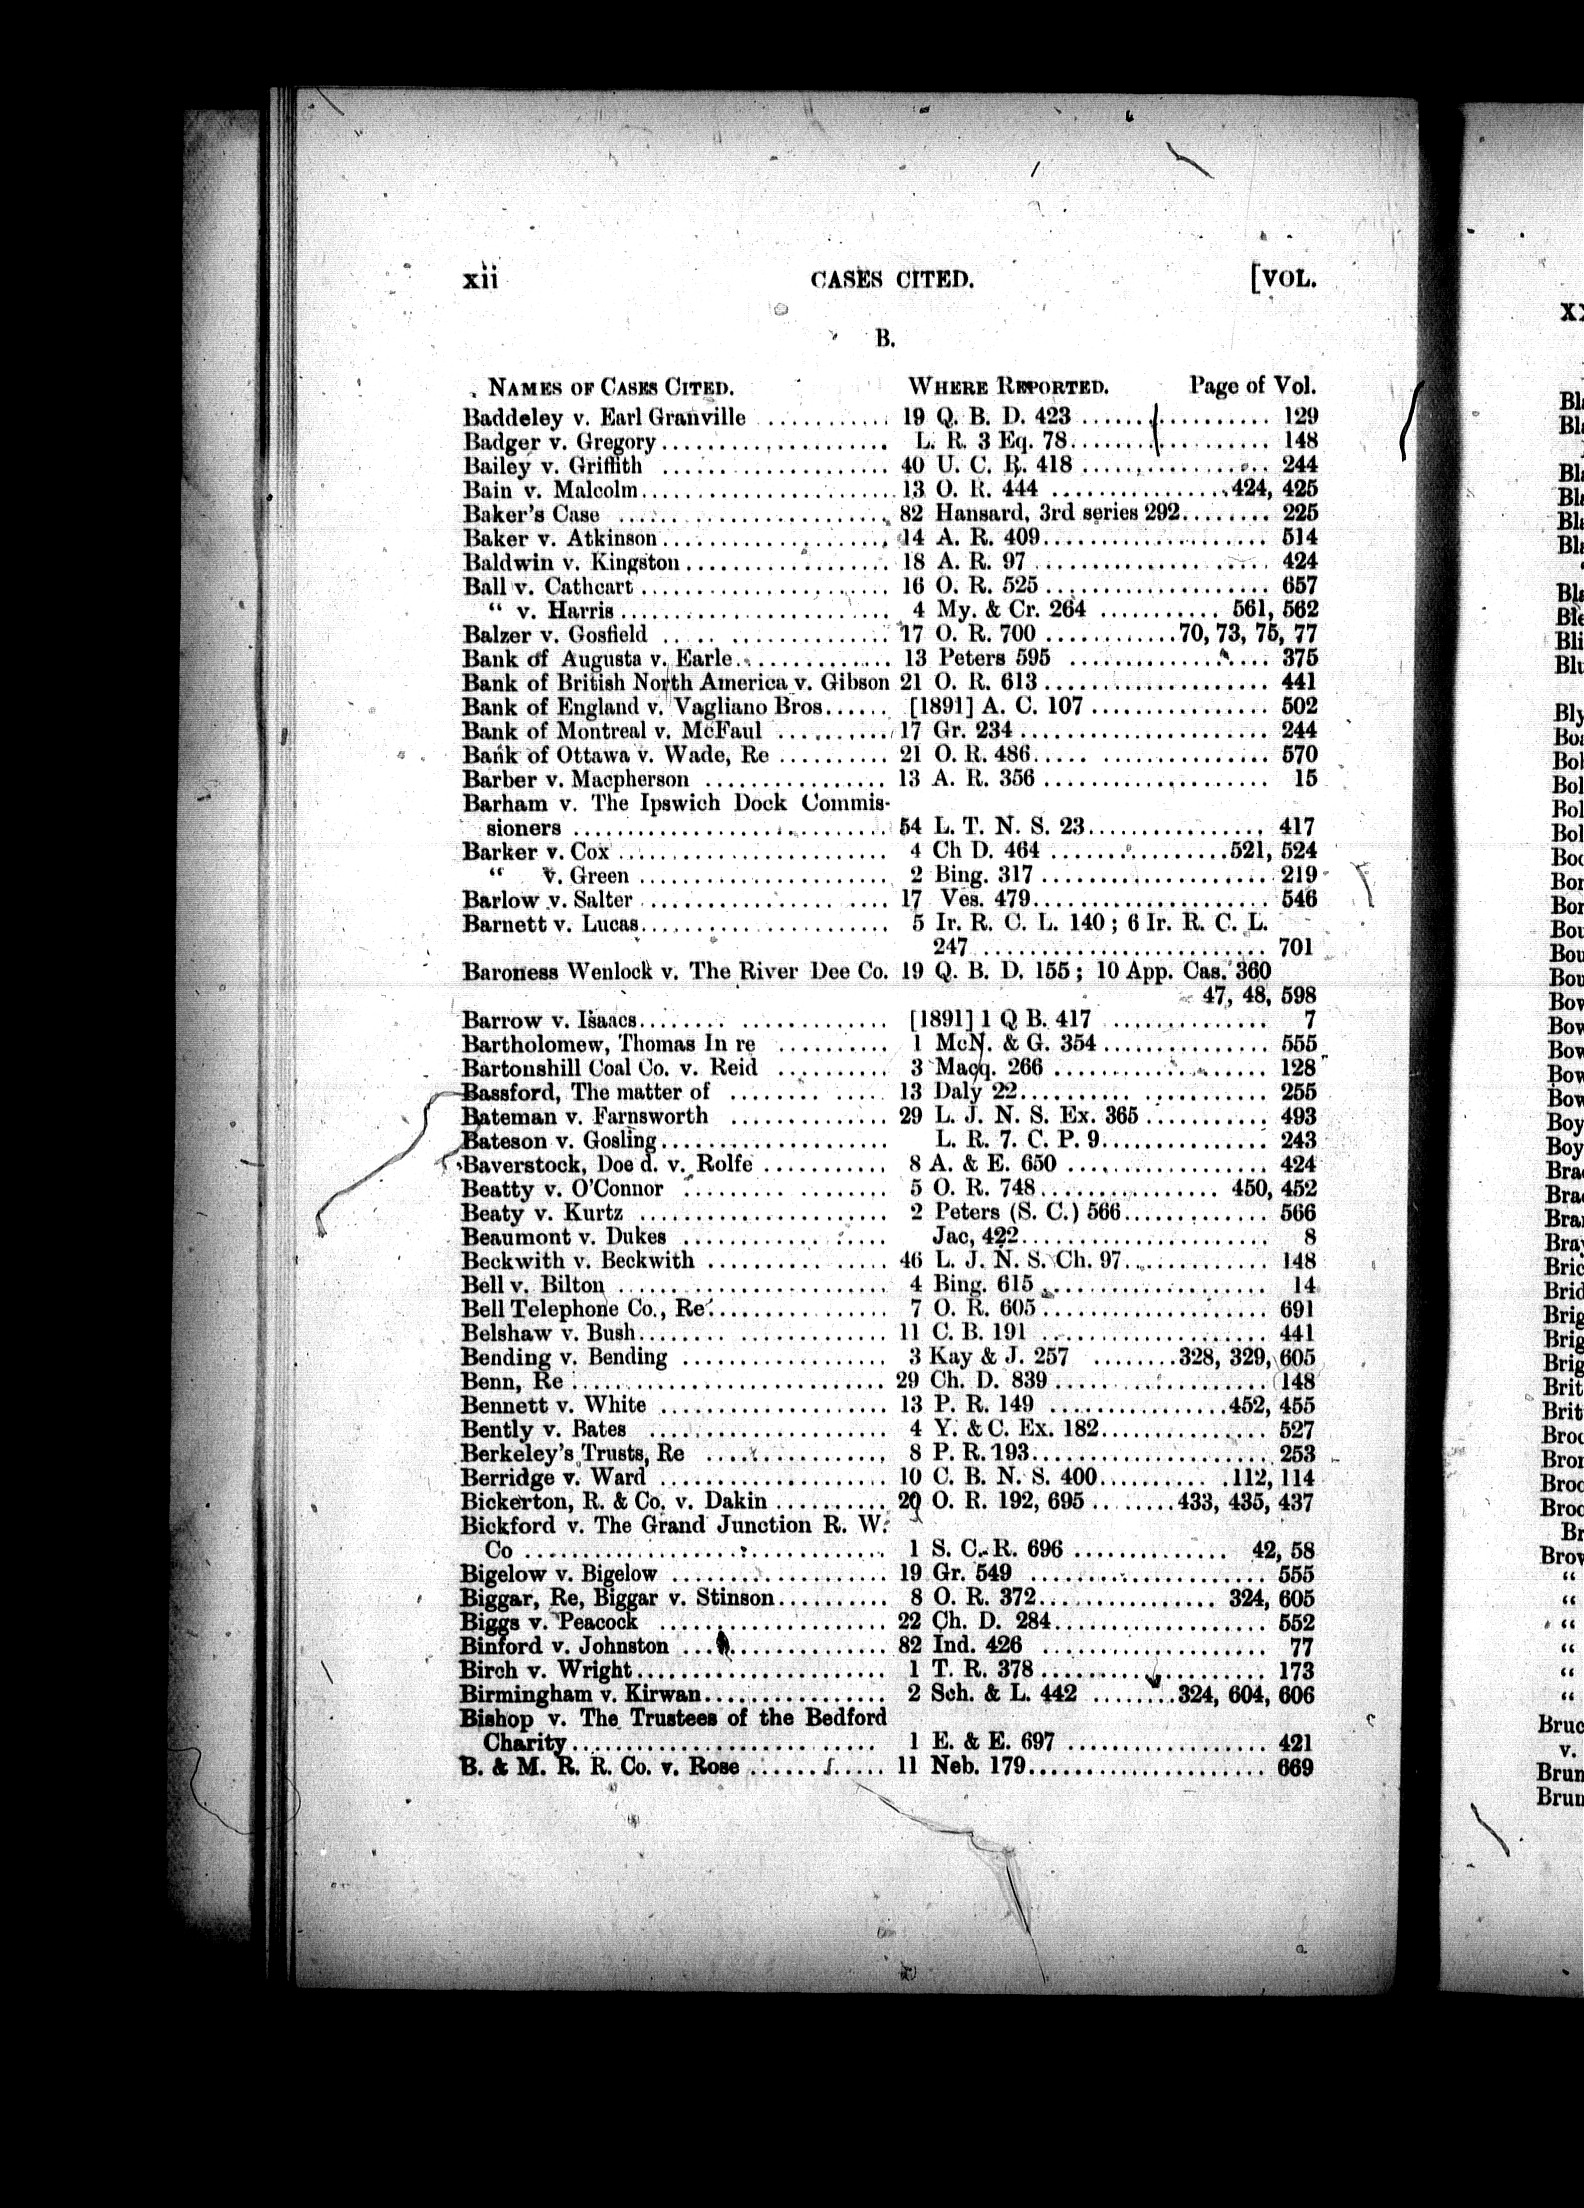 xii CASES CITED. [VOL.
B.
NAMES OF CASES CITED. WHERE REPORTED. Page of Vol.
Baddeley v. Earl Granville ........... 19 Q. B. D. 423 ................. 129
Badger v. Gregory..................... L. R. 3 Eq. 78.................. 148
Bailey v. Griffith .................... 40 U. C. R. 418 ................. 244
Bain v. Malcolm....................... 13 O. R. 444 ................424, 425
Baker's Case ......................... 82 Hansard, 3rd series 292........ 225
Baker v. Atkinson..................... 14 A. R. 409..................... 514
Baldwin v. Kingston................... 18 A. R. 97 ...................... 424
Ball v. Cathcart ...................... 16 O. R. 525 ..................... 657
“ v. Harris........................ 4 My. & Cr. 264 ........... 561, 562
Balzer v. Gosfield ..... .............. 17 O. R. 700 ...........70, 73, 75, 77
Bank of Augusta v. Earle.............. 13 Peters 595 ................... 375
Bank of British North America v. Gibson 21 O. R. 613..................... 441
Bank of England v. Vagliano Bros...... [1891] A. C. 107 ................ 502
Bank of Montreal v. McFaul .......... 17 Gr. 234....................... 244
Bank of Ottawa v. Wade, Re .......... 21 O. R. 486..... ............... 570
Barber v. Macpherson ................ 13 A. R. 356 ..................... 15
Barham v. The Ipswich Dock Commis-
sioners ............................ 54 L. T. N. S. 23................ 417
Barker v. Cox ........................ 4 Ch D. 464 ................521, 524
“ v. Green ....................... 2 Bing. 317 ..................... 219
Barlow v. Salter ...................... 17 Ves. 479...................... 546
Barnett v. Lucas...................... 5 Ir. R. C. L. 140 ; 6 Ir. R. C. L.
247 ........................... 701
Baroness Wenlock v. The River Dee Co. 19 Q. B. D. 155 ; 10 App. Cas. 360
47, 48, 598
Barrow v. Isaacs........ ............. [1891] 1 Q B. 417 .............. 7
Bartholomew, Thomas In re .......... 1 McN. & G. 354................ 555
Bartonshill Coal Co. v. Reid .......... 3 Macq. 266 .................... 128
Bassford, The matter of ........ ..... 13 Daly 22.......... ............ 255
Bateman v. Farnsworth .............. 29 L. J. N. S. Ex. 365 ........... 493
Bateson v. Gosling.................... L. R. 7. C. P. 9................ 243
Baverstock, Doe d. v. Rolfe ........... 8 A. & E. 650 ................... 424
Beatty v. O'Connor .................. 5 O. R. 748................ 450, 452
Beaty v. Kurtz ....................... 2 Peters (S. C.) 566............. 566
Beaumont v. Dukes .................. Jac, 422........................ 8
Beckwith v. Beckwith ......... ...... 46 L. J. N. S. Ch. 97............. 148
Bell v. Bilton ......................... 4 Bing. 615 ..................... 14
Bell Telephone Co., Re................ 7 O. R. 605..................... 691
Belshaw v. Bush........ ............. 11 C. B. 191 ..................... 441
Bending v. Bending .................. 3 Kay & J. 257 ........328, 329, 605
Benn, Re ............................. 29 Ch. D. 839 .................... 148
Bennett v. White .................... 13 P. R. 149 ................452, 455
Bently v. Bates ..................... 4 Y. & C. Ex. 182............... 527
Berkeley's Trusts, Re ................ 8 P. R. 193...................... 253
Berridge v. Ward .................... 10 C. B. N. S. 400.......... 112, 114
Bickerton, R. & Co. v. Dakin .......... 20 O. R. 192, 695 .. .......433, 435, 437
Bickford v. The Grand Junction R. W.
Co ................................. 1 S. C. R. 696 .............. 42, 58
Bigelow v. Bigelow ................... 19 Gr. 549 ...................... 555
Biggar, Re, Biggar v. Stinson.......... 8 O. R. 372................ 324, 605
Biggs v. Peacock ..................... 22 Ch. D. 284.................... 552
Binford v. Johnston .................. 82 Ind. 426 ..................... 77
Birch v. Wright....................... 1 T. R. 378 ..................... 173
Birmingham v. Kirwan................ 2 Sch. & L. 442 ........324, 604, 606
Bishop v. The Trustees of the Bedford
Charity............................ 1 E. & E. 697 .................. 421
B. & M. R. R. Co. v. Rose ............. 11 Neb. 179...................... 669